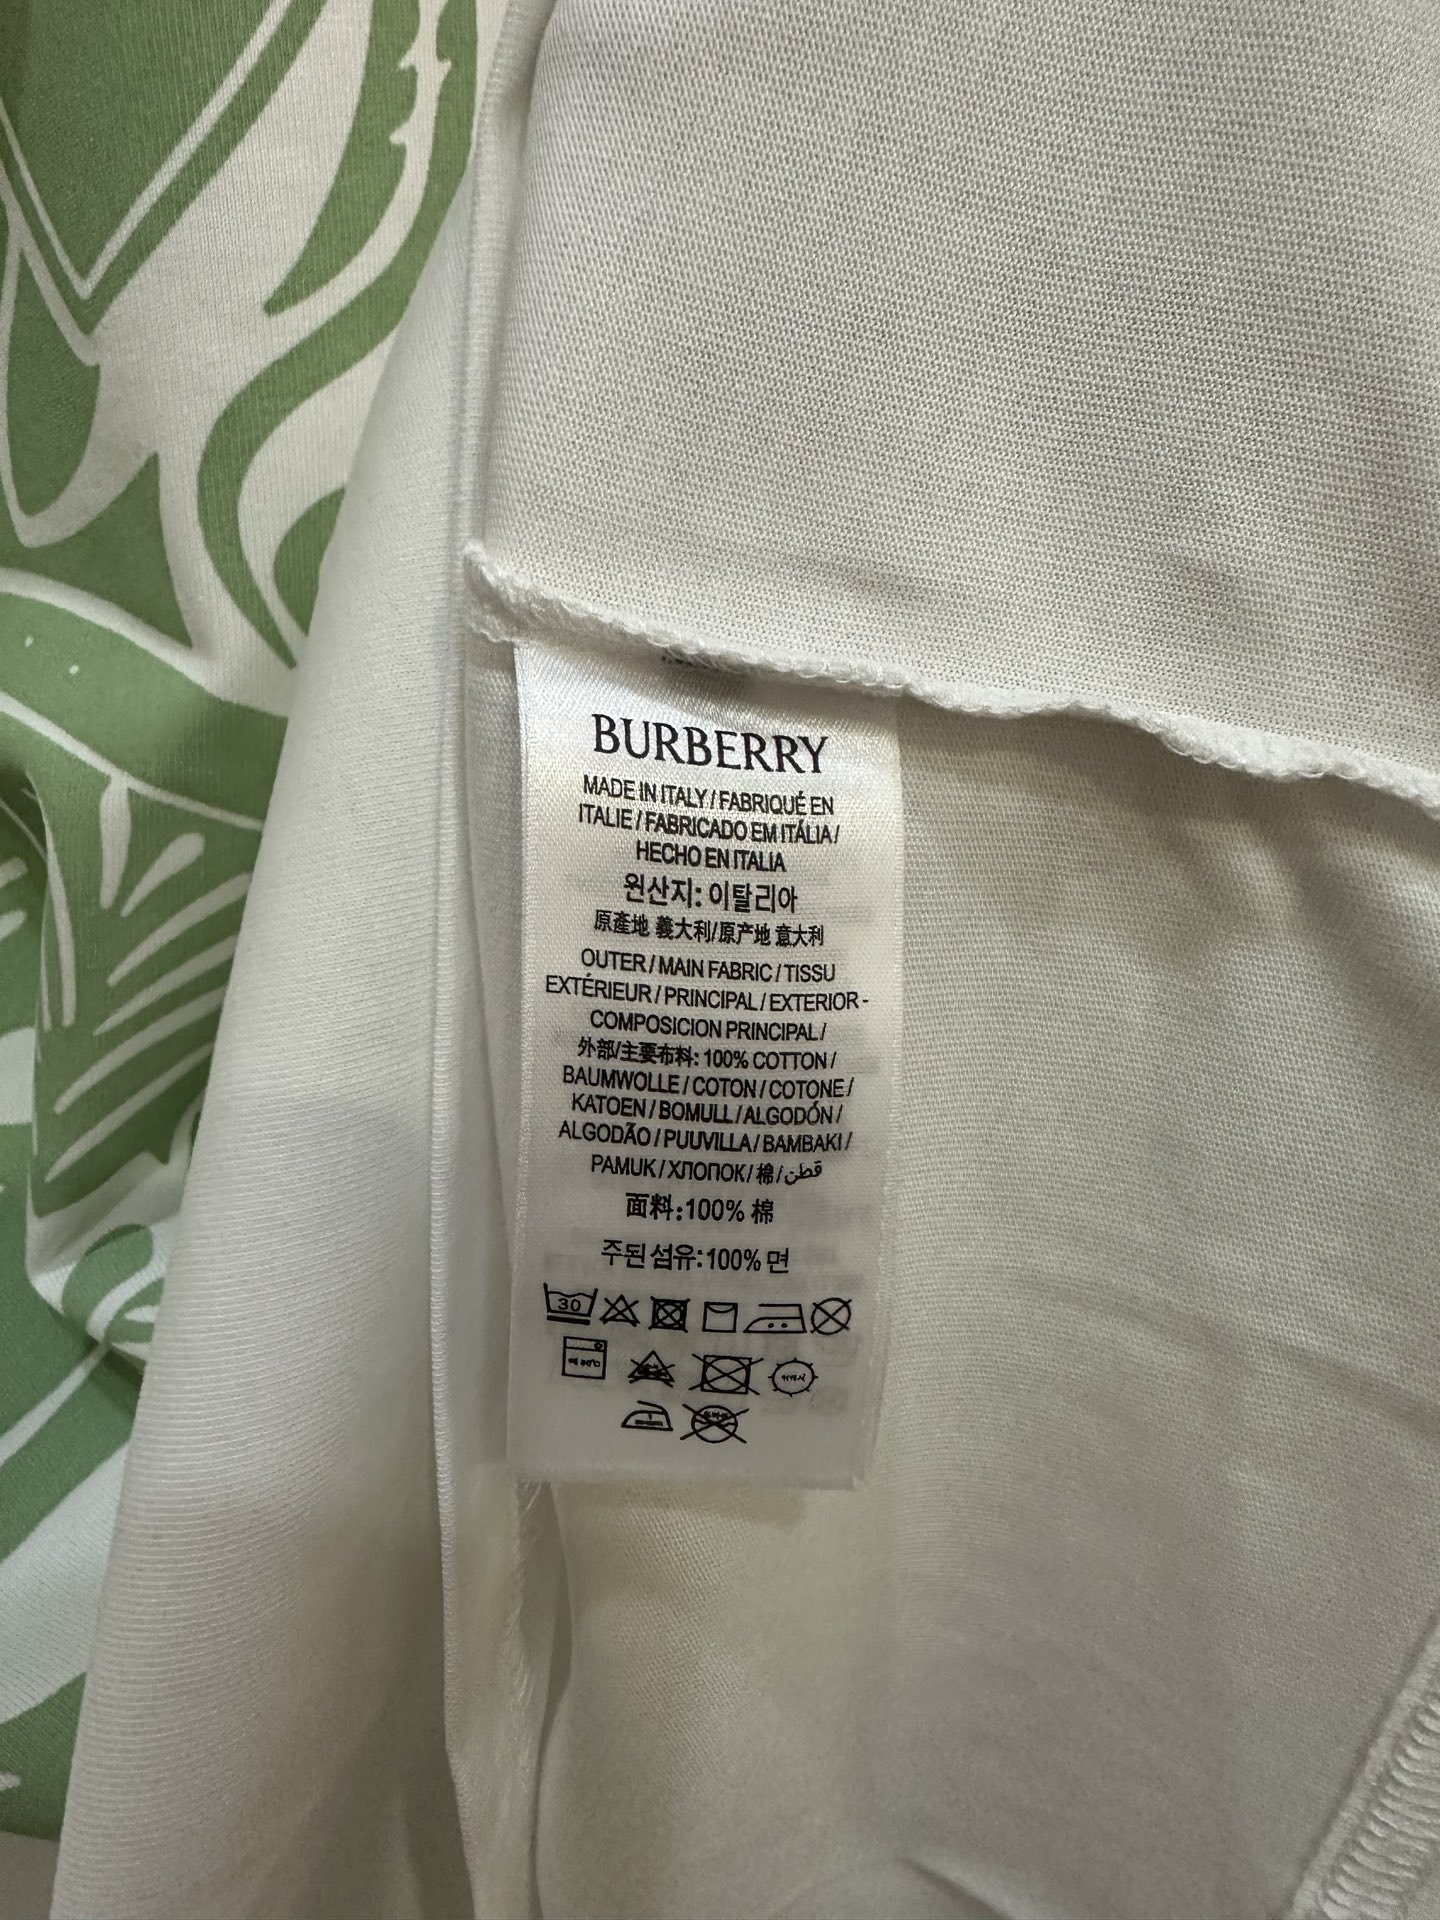 BURBERRY
MADE IN ITALY / FABRIQUÉ EN
ITALIE / FABRICADO EM ITÁLIA /
HECHO EN ITALIA
원산지: 이탈리아
原產地 義大利/原产地 意大利
OUTER / MAIN FABRIC / TISSU
EXTÉRIEUR / PRINCIPAL / EXTERIOR -
COMPOSICION PRINCIPAL /
外部/主要布料: 100% COTTON /
BAUMWOLLE / COTON / COTONE /
KATOEN / BOMULL / ALGODÓN /
ALGODÃO / PUUVILLA / BAMBAKI /
PAMUK / ХЛОПОК / 棉 / قطن
面料:100% 棉
주된 섬유:100% 면
30